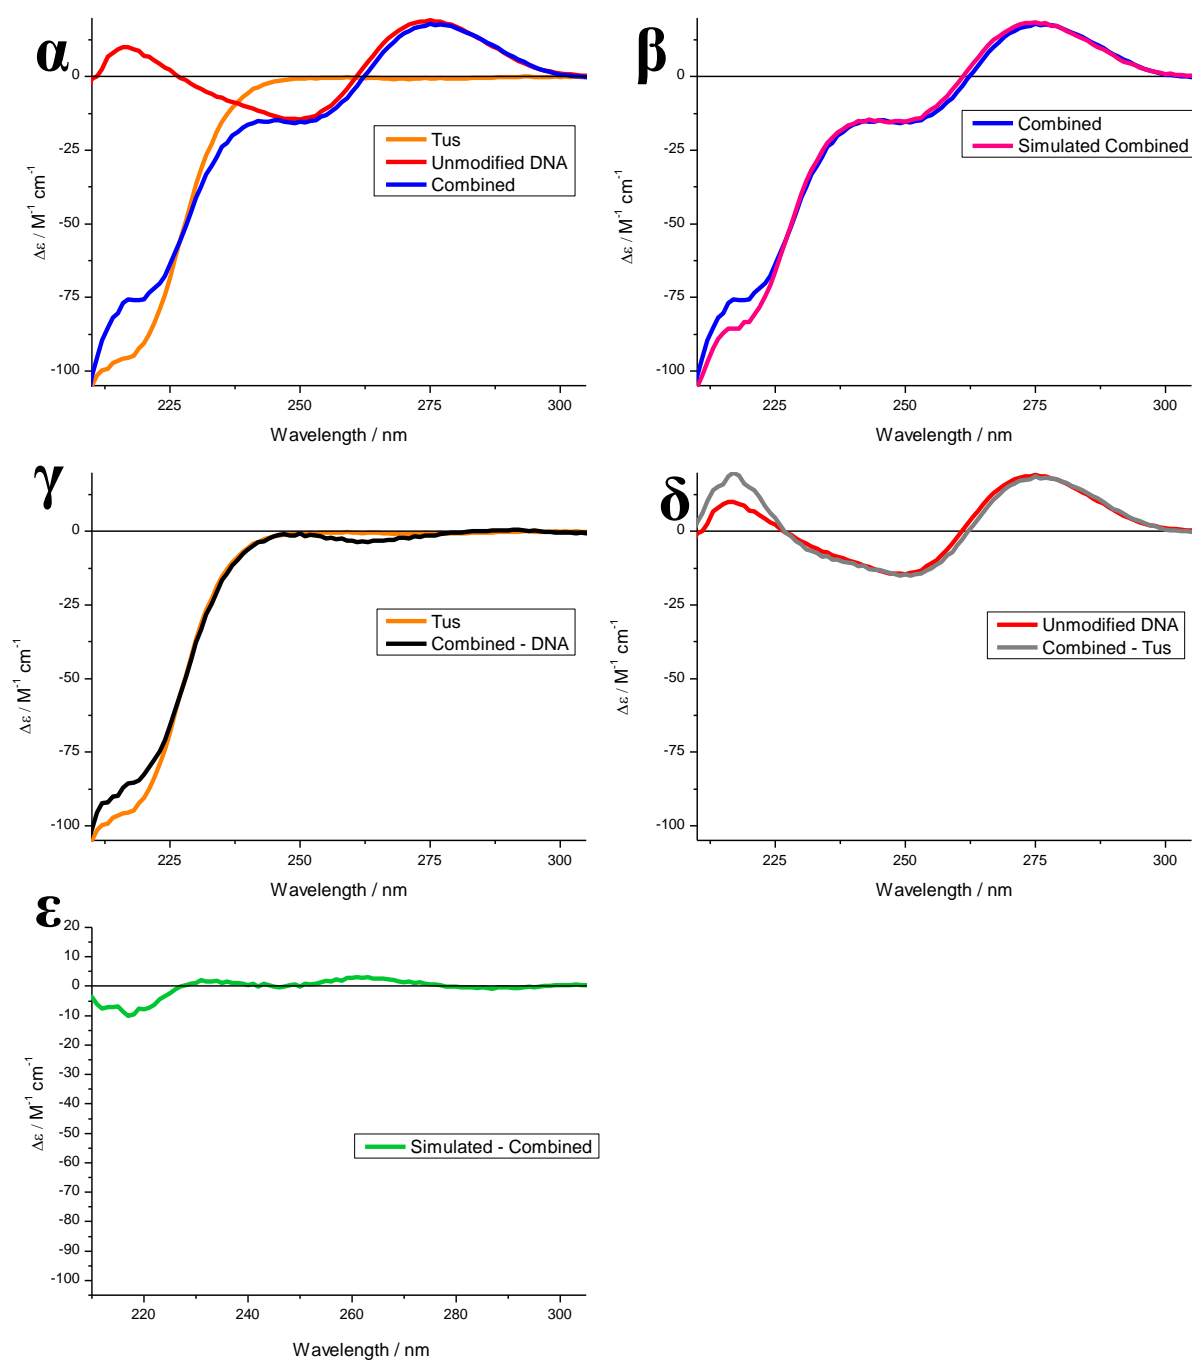 α
0
-25
-50
-75
-100
225
250
275
300
Δε / M⁻¹ cm⁻¹
Wavelength / nm
Tus
Unmodified DNA
Combined
β
0
-25
-50
-75
-100
225
250
275
300
Δε / M⁻¹ cm⁻¹
Wavelength / nm
Combined
Simulated Combined
γ
0
-25
-50
-75
-100
225
250
275
300
Δε / M⁻¹ cm⁻¹
Wavelength / nm
Tus
Combined - DNA
δ
0
-25
-50
-75
-100
225
250
275
300
Δε / M⁻¹ cm⁻¹
Wavelength / nm
Unmodified DNA
Combined - Tus
ε
20
10
0
-10
-20
-30
-40
-50
-60
-70
-80
-90
-100
220
240
260
280
300
Δε / M⁻¹ cm⁻¹
Wavelength / nm
Simulated - Combined